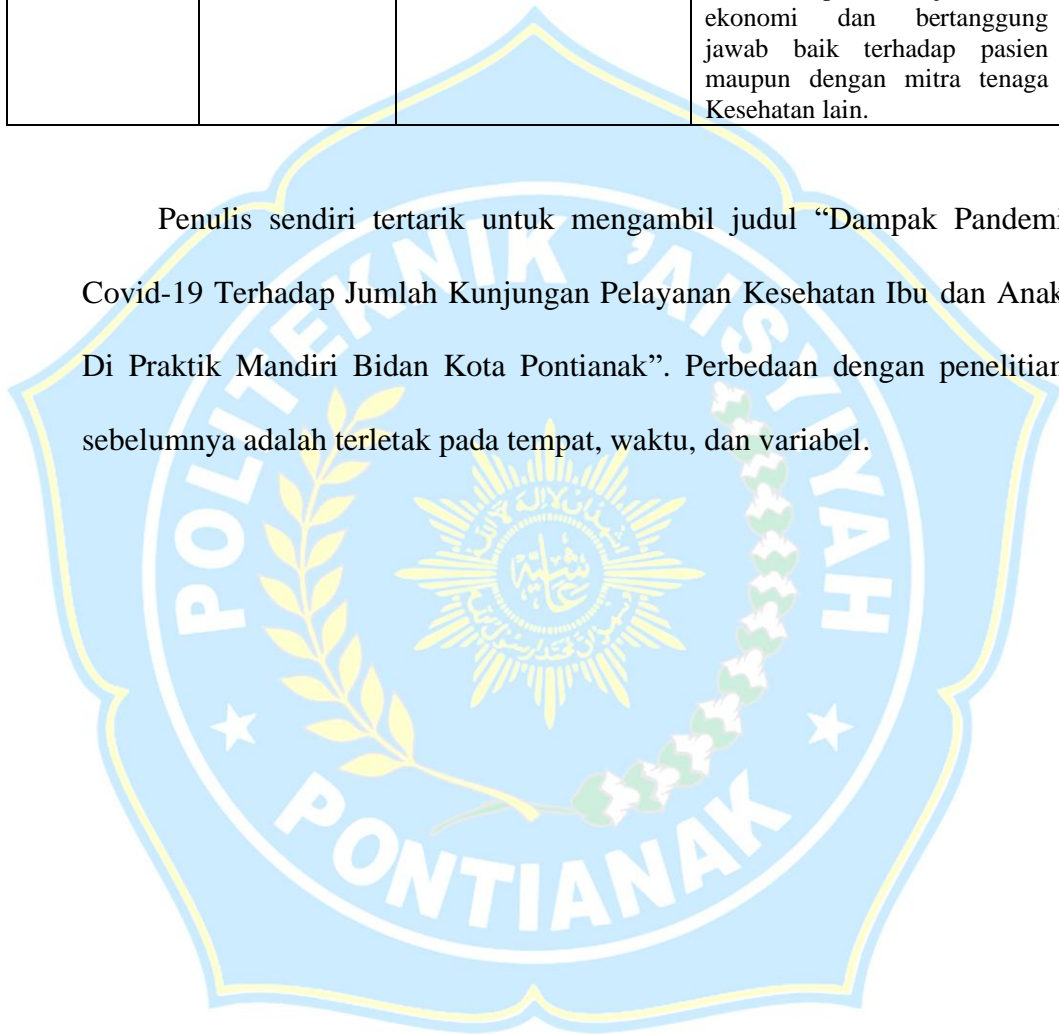 ekonomi dan bertanggung
jawab baik terhadap pasien
maupun dengan mitra tenaga
Kesehatan lain.
Penulis sendiri tertarik untuk mengambil judul “Dampak Pandemi
Covid-19 Terhadap Jumlah Kunjungan Pelayanan Kesehatan Ibu dan Anak
Di Praktik Mandiri Bidan Kota Pontianak”. Perbedaan dengan penelitian
sebelumnya adalah terletak pada tempat, waktu, dan variabel.
POLITEKNIK 'AISYIYAH
PONTIANAK